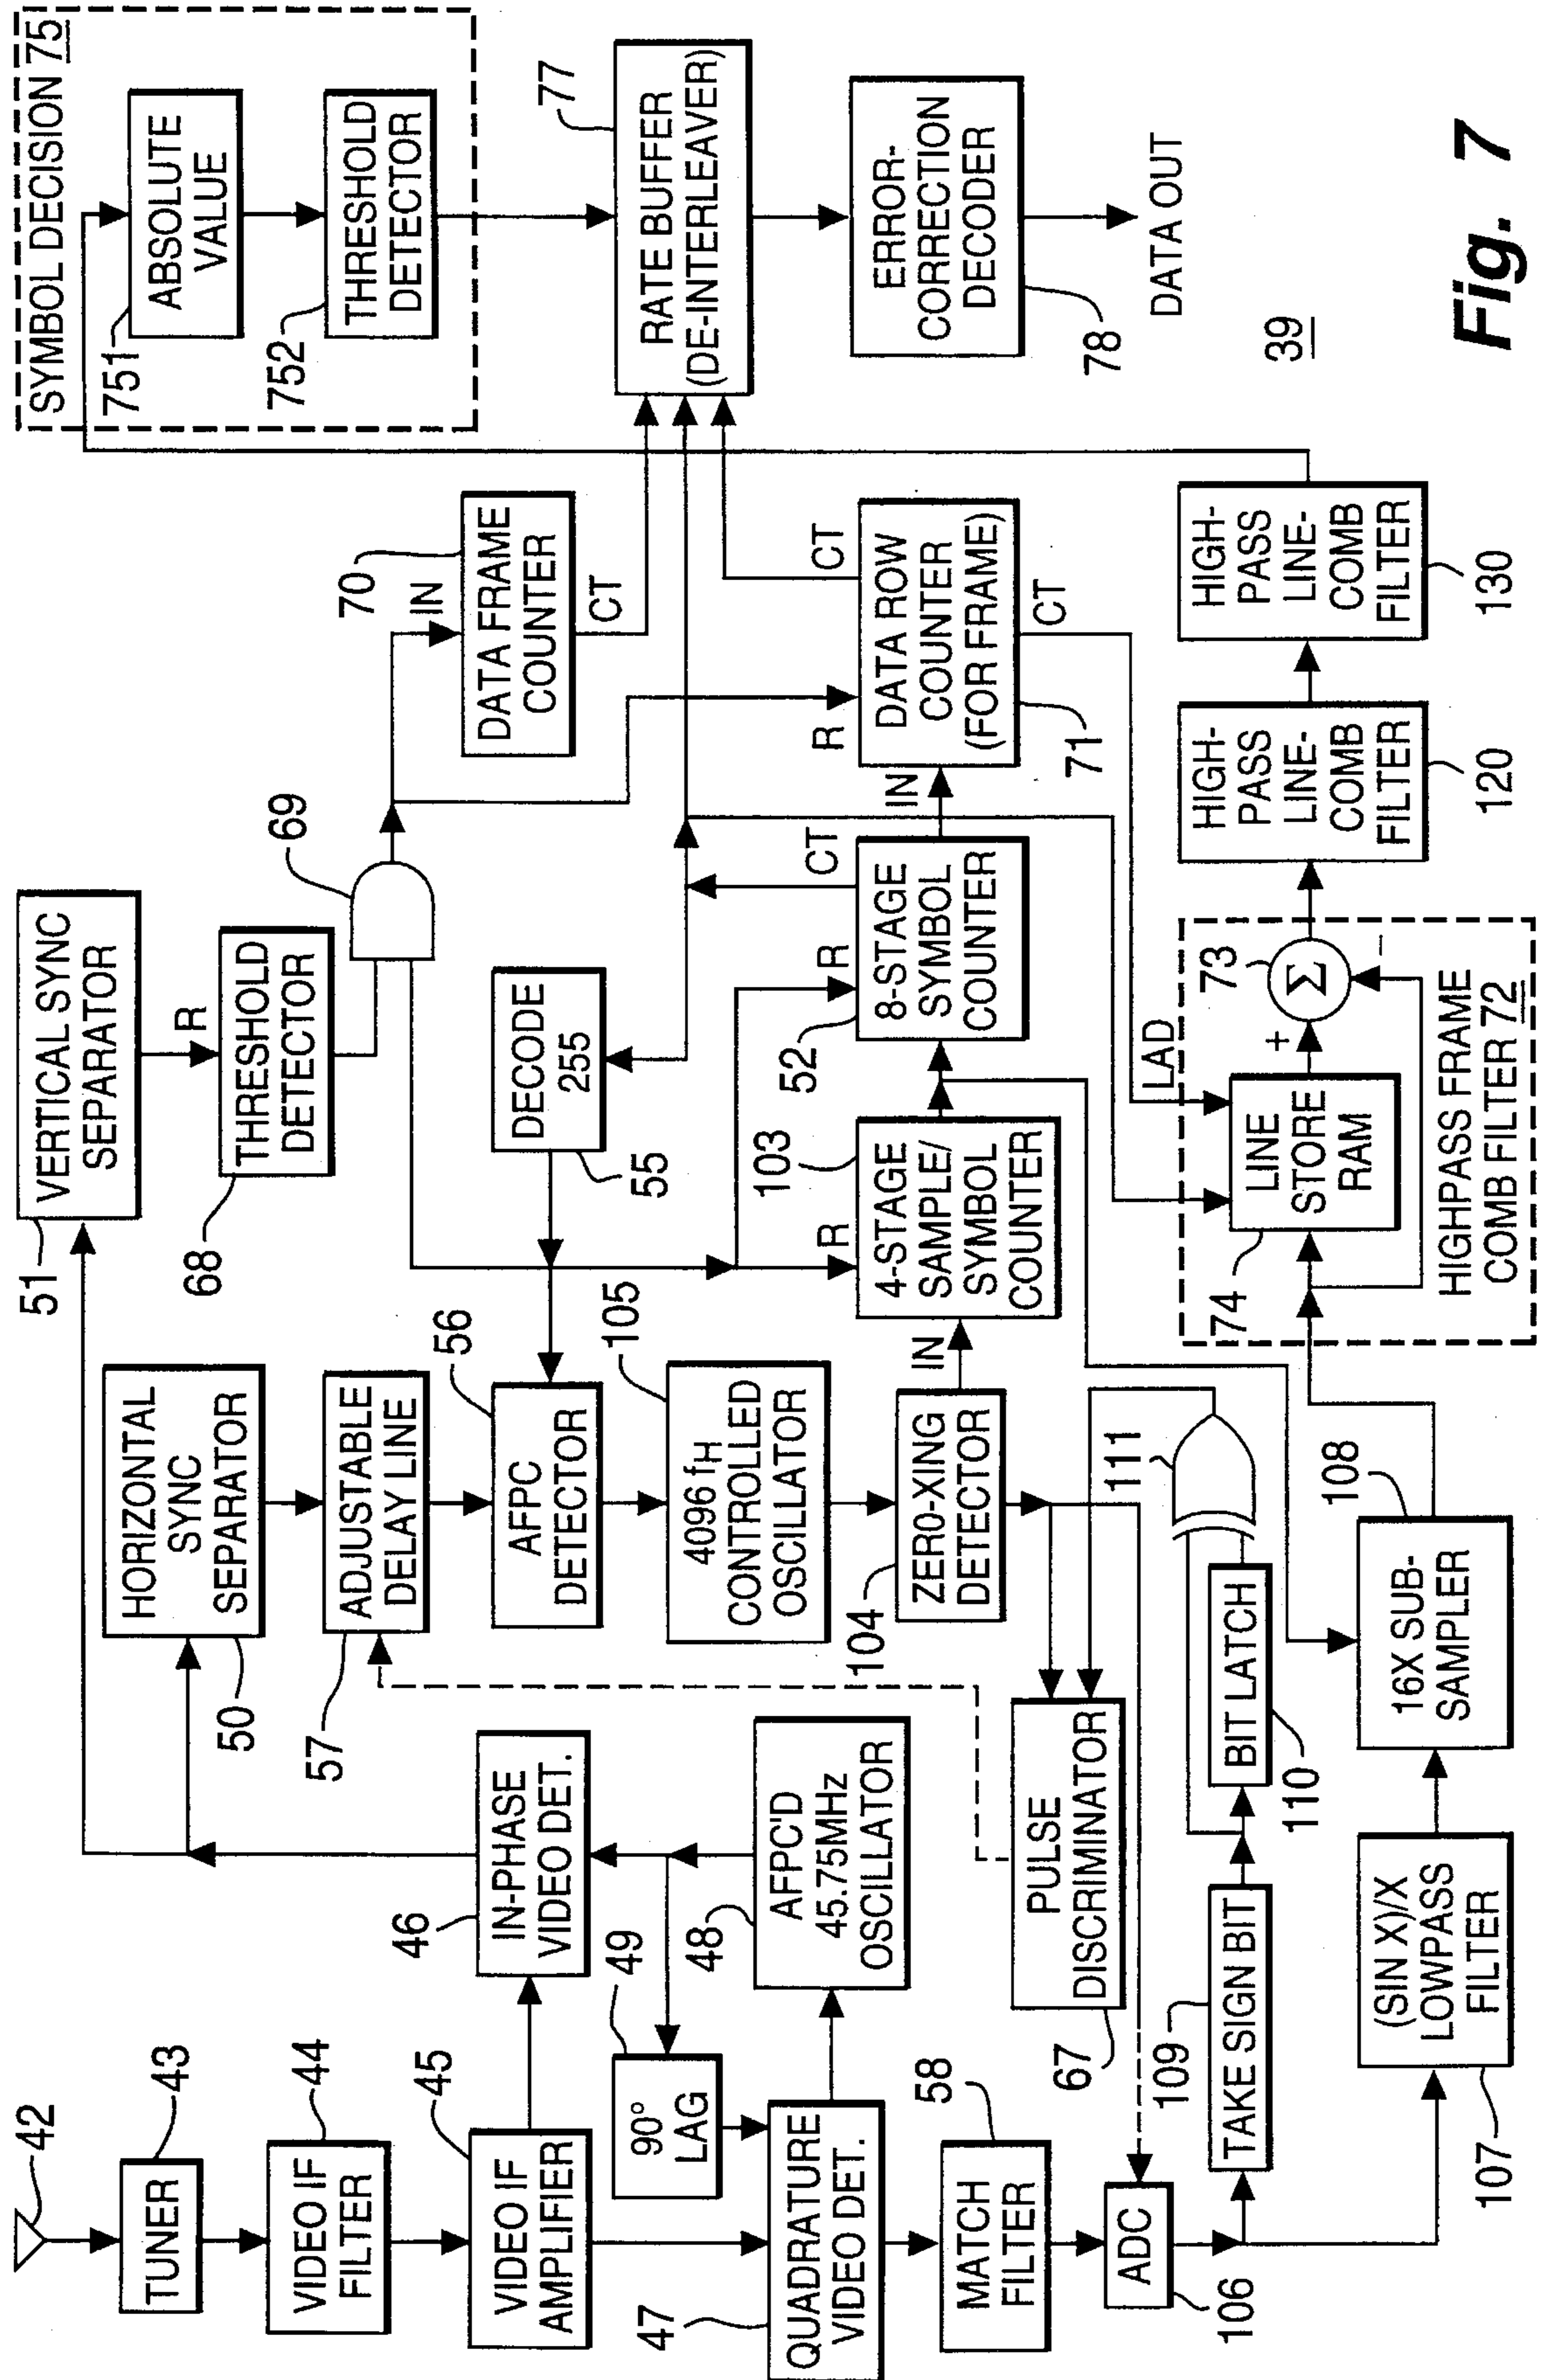 42
TUNER
43
VIDEO IF
FILTER
44
VIDEO IF
AMPLIFIER
45
46
IN-PHASE
VIDEO DET.
49
90°
LAG
48
AFPC'D
45.75MHz
OSCILLATOR
47
QUADRATURE
VIDEO DET.
MATCH
FILTER
58
ADC
106
67
PULSE
DISCRIMINATOR
109
TAKE SIGN BIT
110
BIT LATCH
111
107
(SIN X)/X
LOWPASS
FILTER
108
16X SUB-
SAMPLER
50
HORIZONTAL
SYNC
SEPARATOR
57
ADJUSTABLE
DELAY LINE
56
AFPC
DETECTOR
105
4096 fH
CONTROLLED
OSCILLATOR
104
ZERO-XING
DETECTOR
IN
51
VERTICAL SYNC
SEPARATOR
R
68
THRESHOLD
DETECTOR
69
55
DECODE
255
103
R
4-STAGE
SAMPLE/
SYMBOL
COUNTER
52
R
8-STAGE
SYMBOL
COUNTER
CT
IN
70
IN
DATA FRAME
COUNTER
CT
71
R
DATA ROW
COUNTER
(FOR FRAME)
CT
CT
LAD
74
LINE
STORE
RAM
+
73
Σ
−
HIGHPASS FRAME
COMB FILTER 72
HIGH-
PASS
LINE-
COMB
FILTER
120
HIGH-
PASS
LINE-
COMB
FILTER
130
SYMBOL DECISION 75
751
ABSOLUTE
VALUE
752
THRESHOLD
DETECTOR
77
RATE BUFFER
(DE-INTERLEAVER)
78
ERROR-
CORRECTION
DECODER
DATA OUT
39
Fig. 7